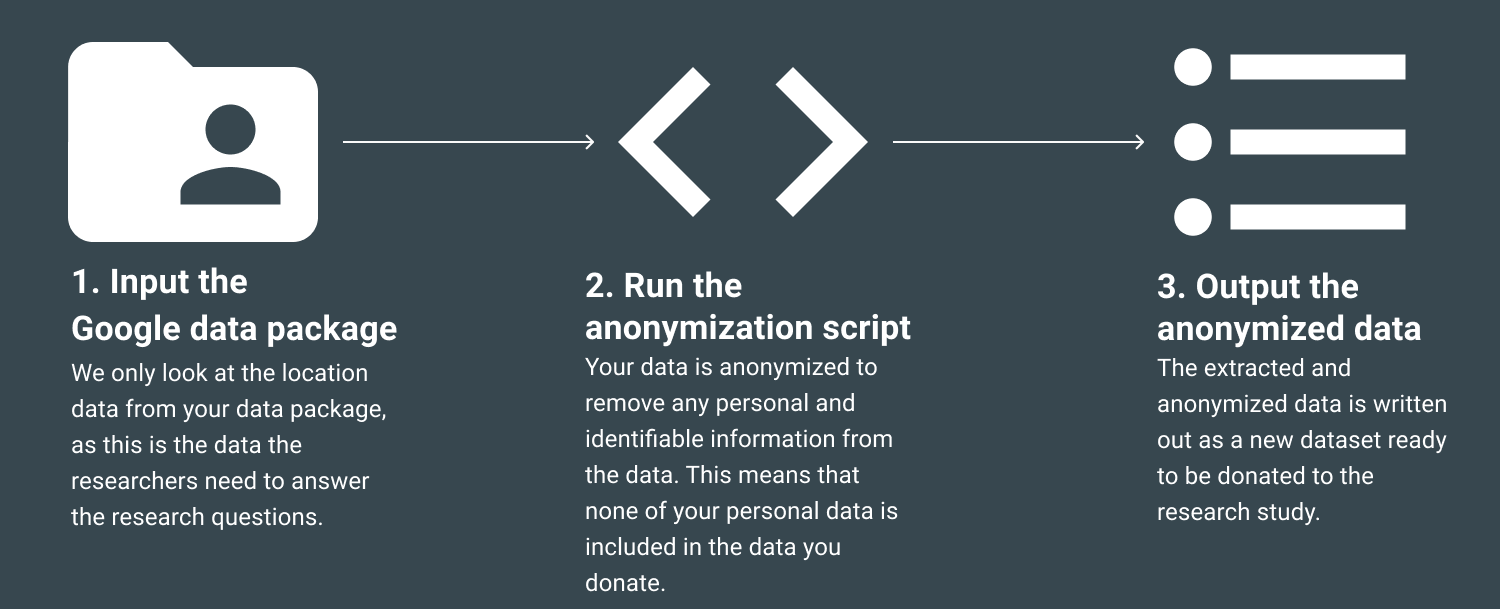 1. Input the
Google data package
We only look at the location
data from your data package,
as this is the data the
researchers need to answer
the research questions.
2. Run the
anonymization script
Your data is anonymized to
remove any personal and
identifiable information from
the data. This means that
none of your personal data is
included in the data you
donate.
3. Output the
anonymized data
The extracted and
anonymized data is written
out as a new dataset ready
to be donated to the
research study.